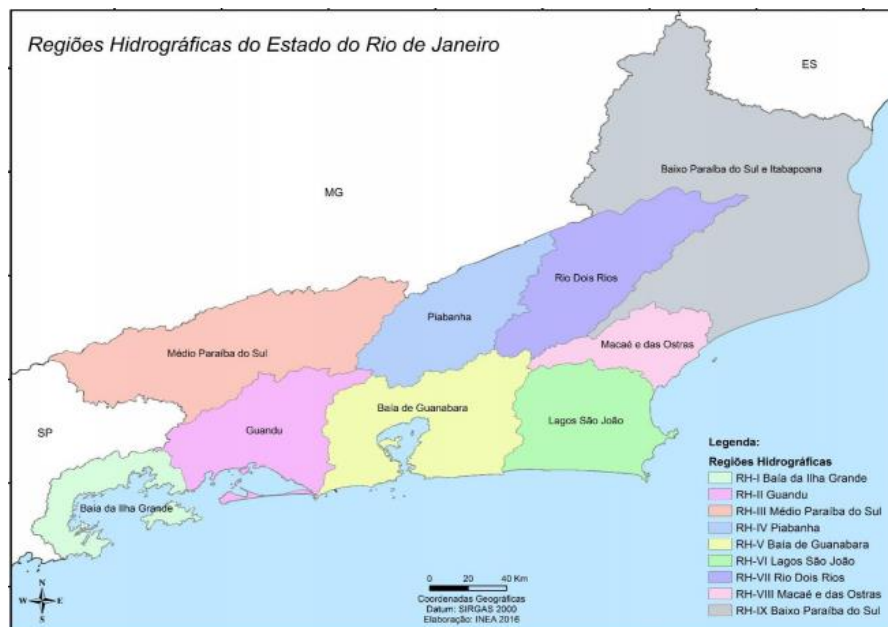 Regiões Hidrográficas do Estado do Rio de Janeiro
ES
Baixo Paraíba do Sul e Itabapoana
MG
Rio Dois Rios
Piabanha
Macaé e das Ostras
Médio Paraíba do Sul
Baía de Guanabara
Lagos São João
Guandu
SP
Baía da Ilha Grande
Legenda:
Regiões Hidrográficas
RH-I Baía da Ilha Grande
RH-II Guandu
RH-III Médio Paraíba do Sul
RH-IV Piabanha
RH-V Baía de Guanabara
RH-VI Lagos São João
RH-VII Rio Dois Rios
RH-VIII Macaé e das Ostras
RH-IX Baixo Paraíba do Sul
0 20 40 Km
Coordenadas Geográficas
Datum: SIRGAS 2000
Elaboração: INEA 2016
N
W E
S